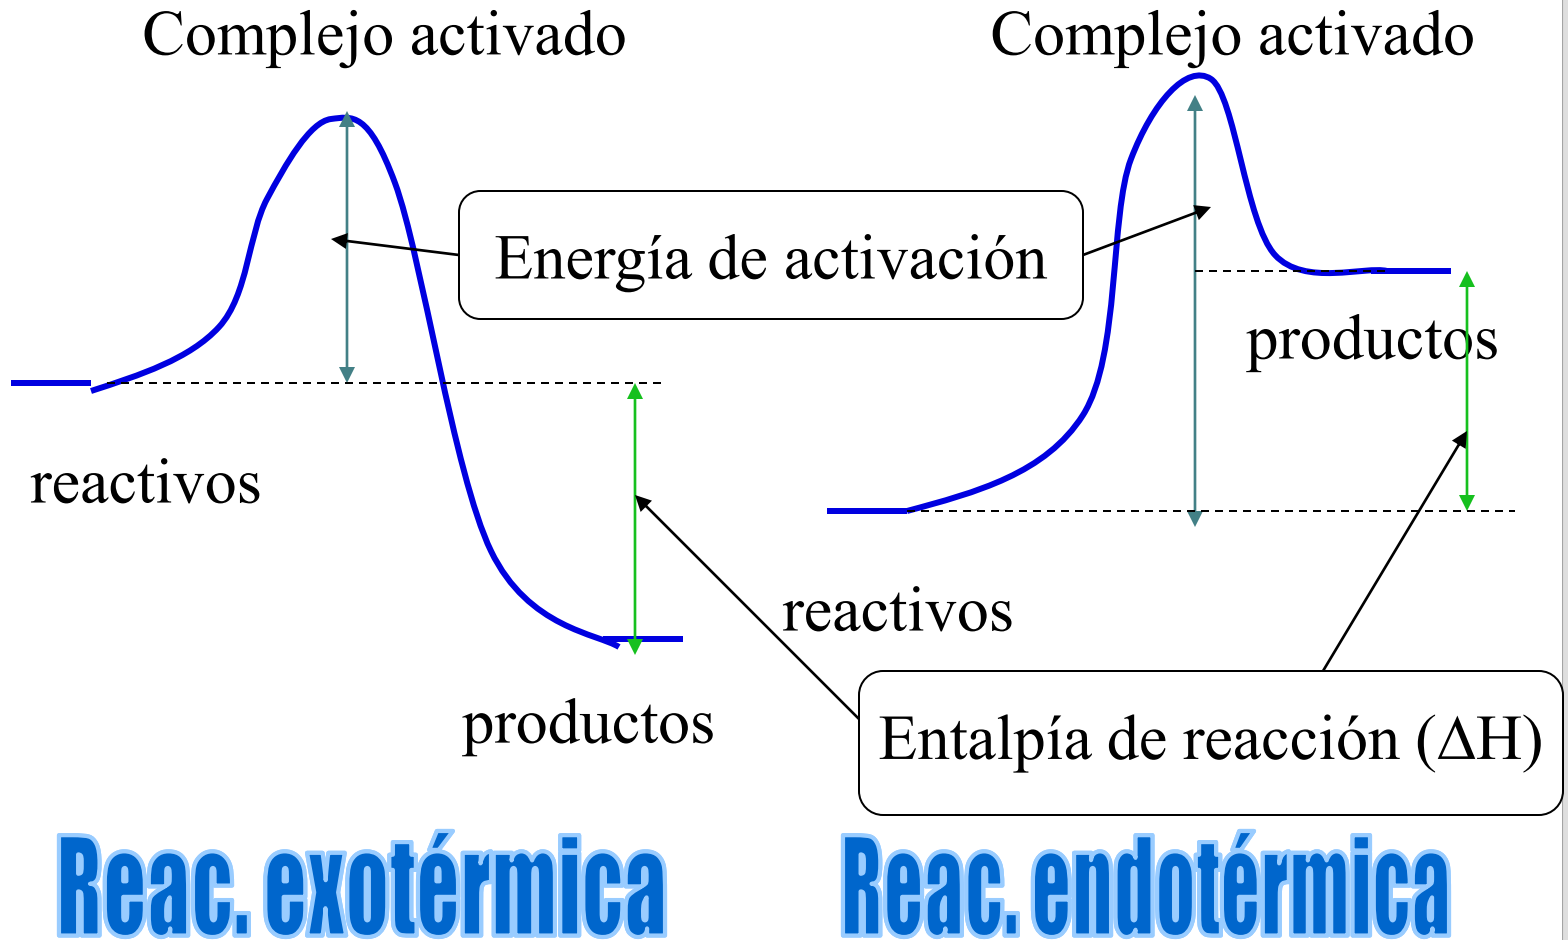 Complejo activado
Complejo activado
Energía de activación
productos
reactivos
reactivos
productos
Entalpía de reacción (ΔH)
Reac. exotérmica
Reac. endotérmica